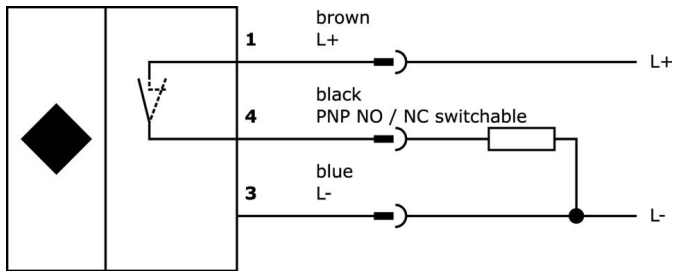 brown
1 L+
L+
black
4 PNP NO / NC switchable
blue
3 L-
L-